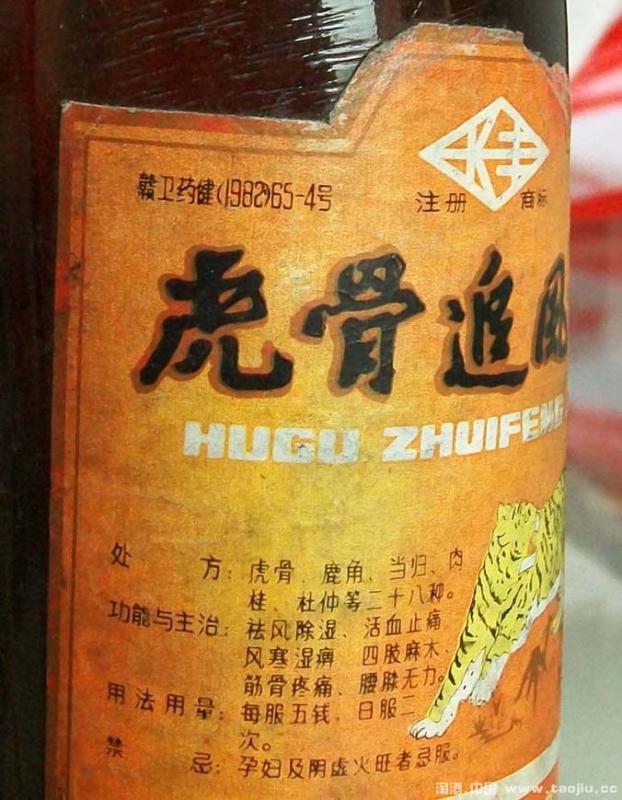 赣卫药健(1982)65-4号
注册 商标
虎骨追风
HUGU ZHUIFENG
处 方：虎骨、鹿角、当归、肉
桂、杜仲等二十八种。
功能与主治：祛风除湿、活血止痛
风寒湿痹 四肢麻木、
筋骨疼痛、腰膝无力。
用法用量：每服五钱，日服二
次。
禁 忌：孕妇及阴虚火旺者忌服。
淘酒.中国 www.taojiu.cc